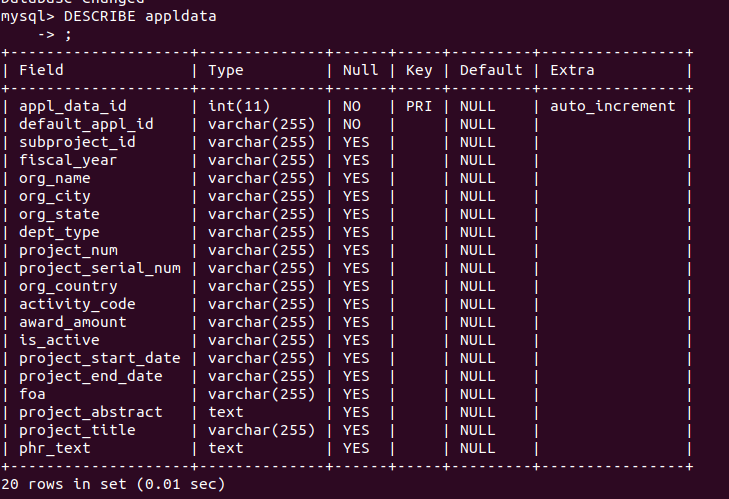 Database changed
mysql> DESCRIBE appldata
    -> ;
+--------------------+--------------+------+-----+---------+----------------+
| Field              | Type         | Null | Key | Default | Extra          |
+--------------------+--------------+------+-----+---------+----------------+
| appl_data_id       | int(11)      | NO   | PRI | NULL    | auto_increment |
| default_appl_id    | varchar(255) | NO   |     | NULL    |                |
| subproject_id      | varchar(255) | YES  |     | NULL    |                |
| fiscal_year        | varchar(255) | YES  |     | NULL    |                |
| org_name           | varchar(255) | YES  |     | NULL    |                |
| org_city           | varchar(255) | YES  |     | NULL    |                |
| org_state          | varchar(255) | YES  |     | NULL    |                |
| dept_type          | varchar(255) | YES  |     | NULL    |                |
| project_num        | varchar(255) | YES  |     | NULL    |                |
| project_serial_num | varchar(255) | YES  |     | NULL    |                |
| org_country        | varchar(255) | YES  |     | NULL    |                |
| activity_code      | varchar(255) | YES  |     | NULL    |                |
| award_amount       | varchar(255) | YES  |     | NULL    |                |
| is_active          | varchar(255) | YES  |     | NULL    |                |
| project_start_date | varchar(255) | YES  |     | NULL    |                |
| project_end_date   | varchar(255) | YES  |     | NULL    |                |
| foa                | varchar(255) | YES  |     | NULL    |                |
| project_abstract   | text         | YES  |     | NULL    |                |
| project_title      | varchar(255) | YES  |     | NULL    |                |
| phr_text           | text         | YES  |     | NULL    |                |
+--------------------+--------------+------+-----+---------+----------------+
20 rows in set (0.01 sec)